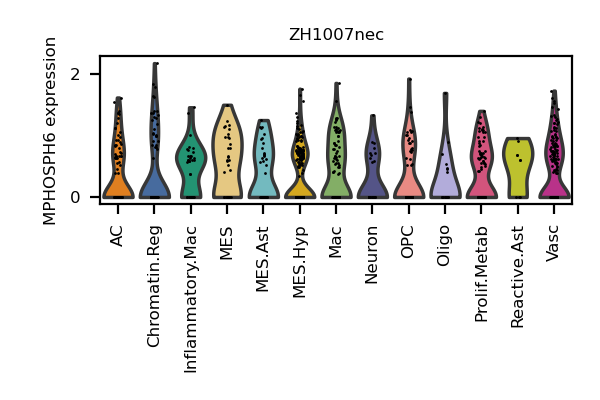 ZH1007nec
MPHOSPH6 expression
2
0
AC
Chromatin.Reg
Inflammatory.Mac
MES
MES.Ast
MES.Hyp
Mac
Neuron
OPC
Oligo
Prolif.Metab
Reactive.Ast
Vasc